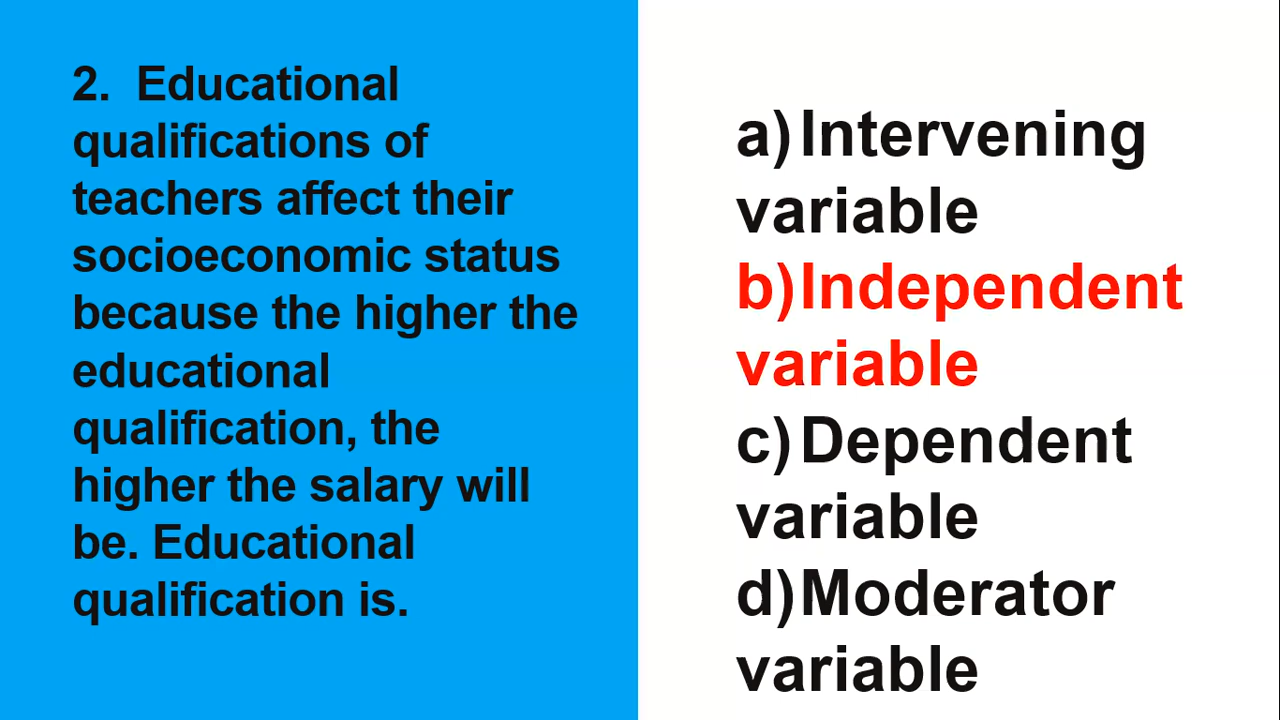 2. Educational
qualifications of
teachers affect their
socioeconomic status
because the higher the
educational
qualification, the
higher the salary will
be. Educational
qualification is.
a) Intervening
variable
b) Independent
variable
c) Dependent
variable
d) Moderator
variable